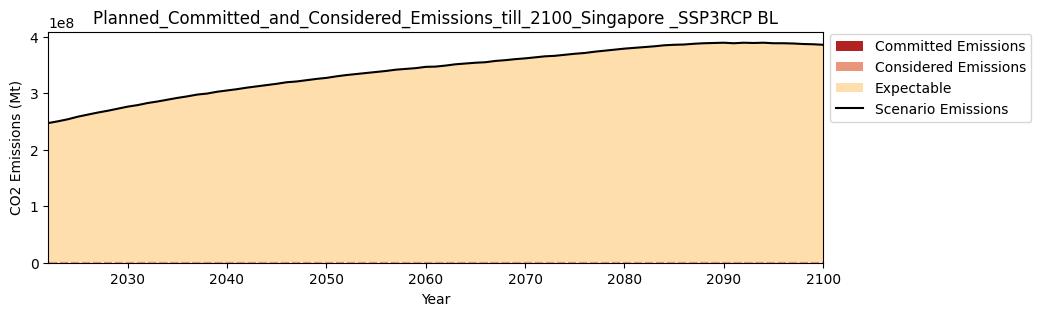 Planned_Committed_and_Considered_Emissions_till_2100_Singapore _SSP3RCP BL
1e8
4
3
2
1
0
CO2 Emissions (Mt)
2030 2040 2050 2060 2070 2080 2090 2100
Year
Committed Emissions
Considered Emissions
Expectable
Scenario Emissions